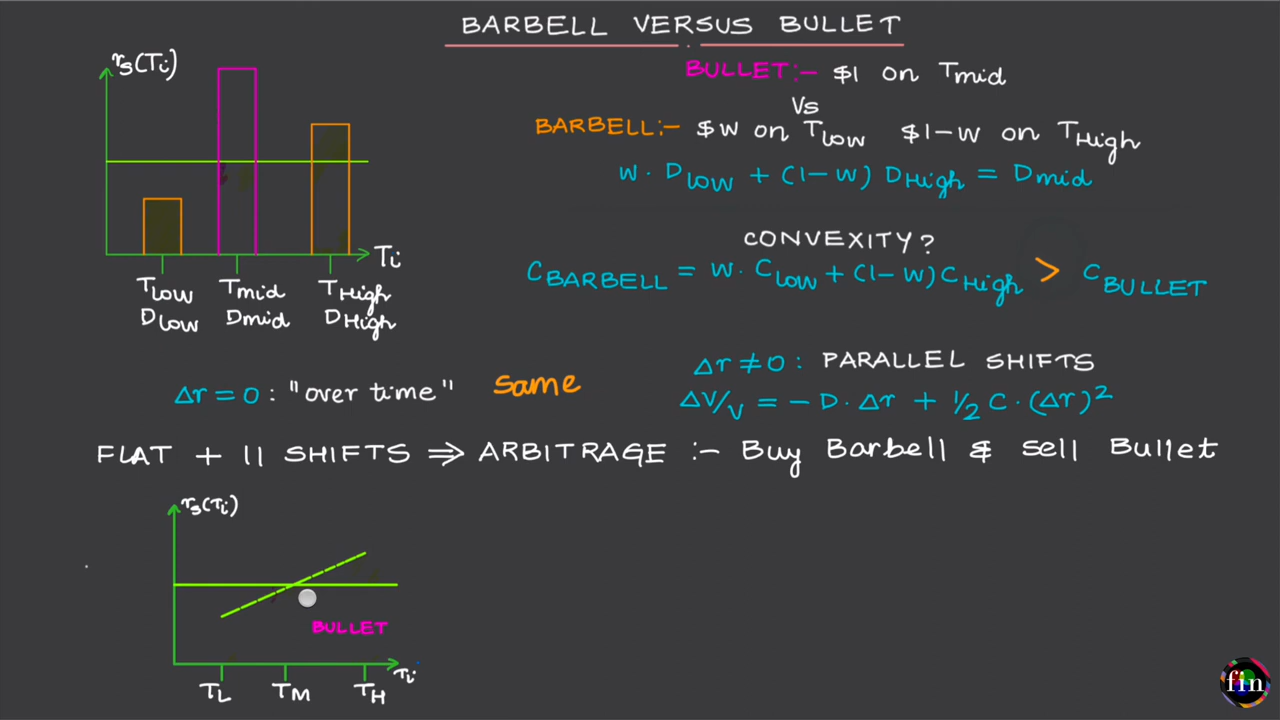 BARBELL VERSUS BULLET
rs(Ti)
BULLET:- $1 on Tmid
Vs
BARBELL:- $W on Tlow $1-W on THigh
W. Dlow + (1-W) DHigh = Dmid
Ti
Tlow Tmid THigh
Dlow Dmid DHigh
CONVEXITY?
CBARBELL = W. Clow + (1-W) CHigh > CBULLET
Δr = 0 : "over time" same
Δr ≠ 0 : PARALLEL SHIFTS
ΔV/V = - D. Δr + 1/2 C. (Δr)²
FLAT + || SHIFTS ⇒ ARBITRAGE :- Buy Barbell & sell Bullet
rs(Ti)
BULLET
Ti
TL TM TH
fin